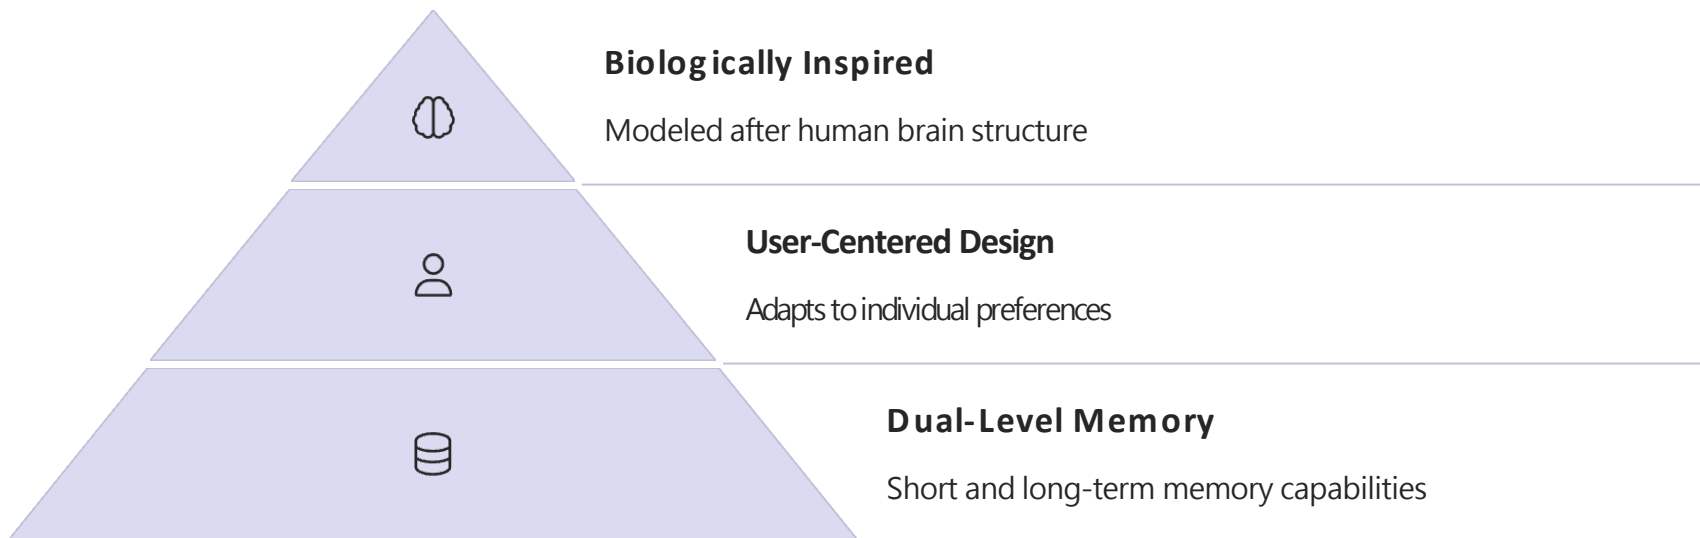 Biologically Inspired
Modeled after human brain structure
User-Centered Design
Adapts to individual preferences
Dual-Level Memory
Short and long-term memory capabilities